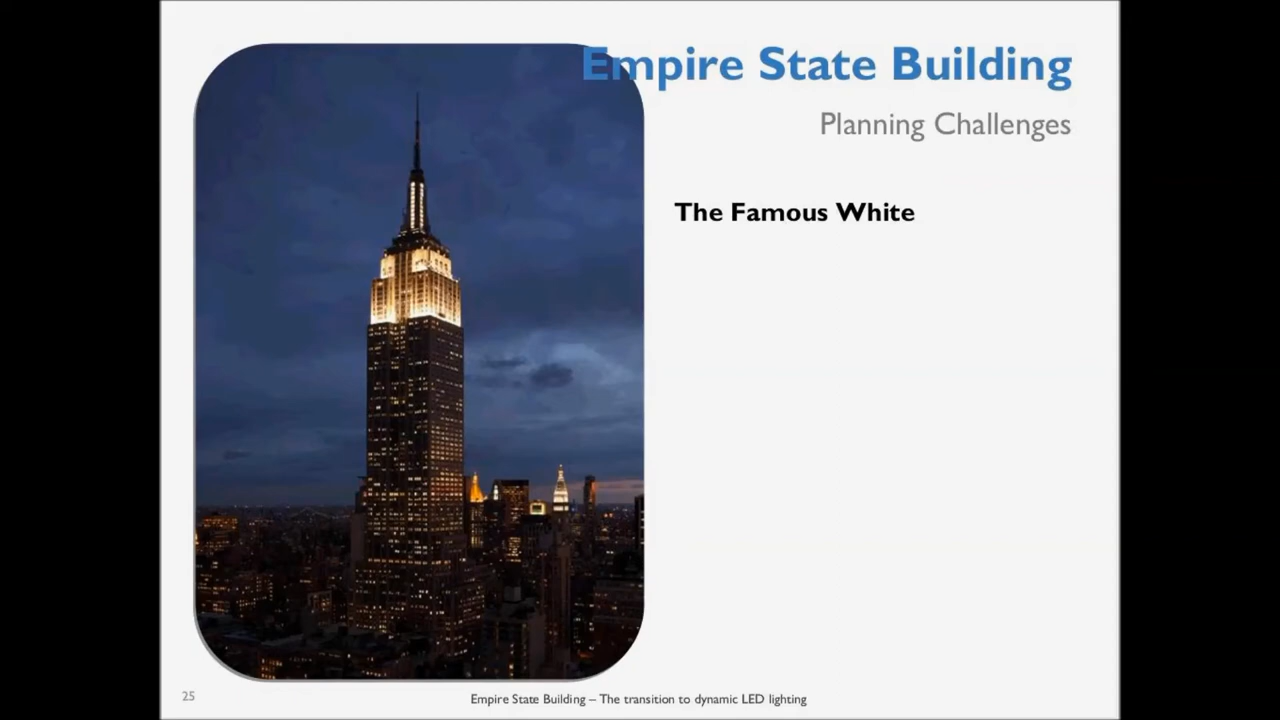 Empire State Building
Planning Challenges
The Famous White
25
Empire State Building – The transition to dynamic LED lighting